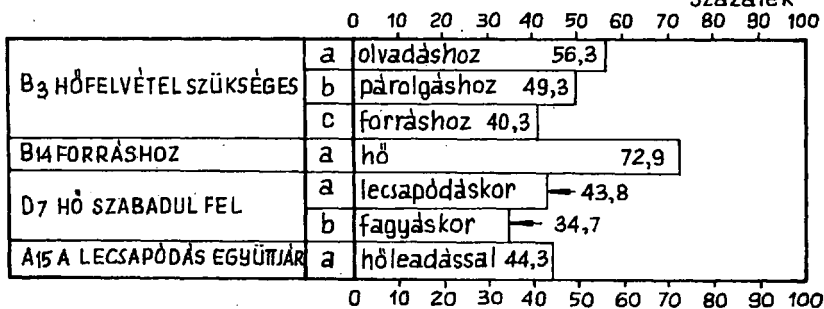 Százalék
0 10 20 30 40 50 60 70 80 90 100
B3 HŐFELVÉTEL SZÜKSÉGES
a olvadáshoz 56,3
b párolgáshoz 49,3
c forráshoz 40,3
B14 FORRÁSHOZ a hő 72,9
D7 HŐ SZABADUL FEL
a lecsapódáskor 43,8
b fagyáskor 34,7
A15 A LECSAPÓDÁS EGYÜTTJÁR a hőleadással 44,3
0 10 20 30 40 50 60 70 80 90 100